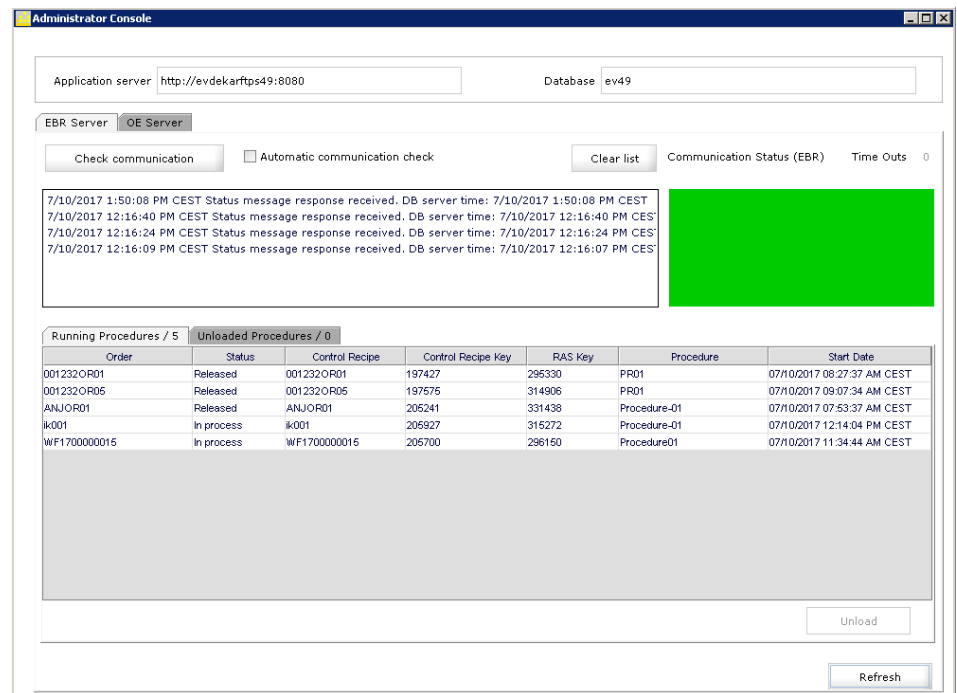 Administrator Console
Application server http://evdekarftps49:8080 Database ev49
EBR Server OE Server
Check communication Automatic communication check Clear list Communication Status (EBR) Time Outs 0
7/10/2017 1:50:08 PM CEST Status message response received. DB server time: 7/10/2017 1:50:08 PM CEST
7/10/2017 12:16:40 PM CEST Status message response received. DB server time: 7/10/2017 12:16:40 PM CES
7/10/2017 12:16:24 PM CEST Status message response received. DB server time: 7/10/2017 12:16:24 PM CES
7/10/2017 12:16:09 PM CEST Status message response received. DB server time: 7/10/2017 12:16:07 PM CES
Running Procedures / 5 Unloaded Procedures / 0
Order Status Control Recipe Control Recipe Key RAS Key Procedure Start Date
001232OR01 Released 001232OR01 197427 295330 PR01 07/10/2017 08:27:37 AM CEST
001232OR05 Released 001232OR05 197575 314906 PR01 07/10/2017 09:07:34 AM CEST
ANJOR01 Released ANJOR01 205241 331438 Procedure-01 07/10/2017 07:53:37 AM CEST
ik001 In process ik001 205927 315272 Procedure-01 07/10/2017 12:14:04 PM CEST
WF1700000015 In process WF1700000015 205700 296150 Procedure01 07/10/2017 11:34:44 AM CEST
Unload
Refresh